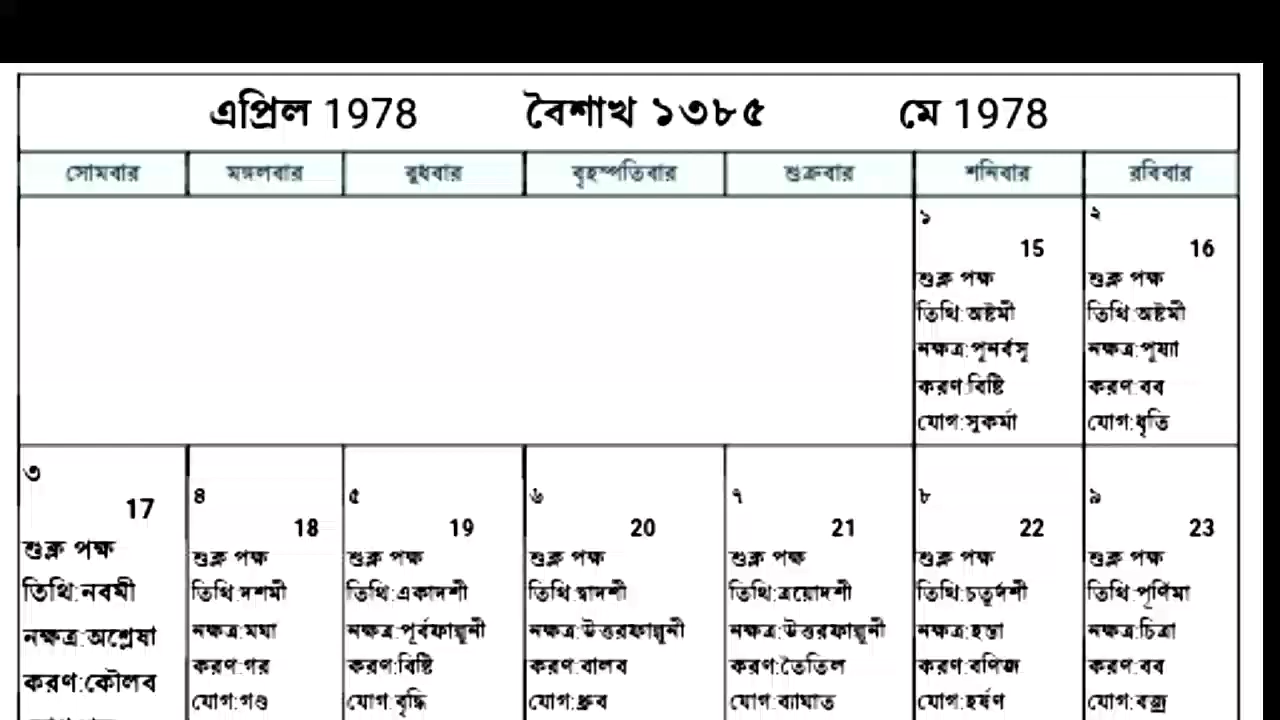 এপ্রিল 1978 বৈশাখ ১৩৮৫ মে 1978
সোমবার মঙ্গলবার বুধবার বৃহস্পতিবার শুক্রবার শনিবার রবিবার
১ ২
15 16
শুক্ল পক্ষ শুক্ল পক্ষ
তিথি:অষ্টমী তিথি:অষ্টমী
নক্ষত্র:পূনর্বসূ নক্ষত্র:পূষ্যা
করণ:বিষ্টি করণ:বব
যোগ:সুকর্মা যোগ:ধৃতি
৩ ৪ ৫ ৬ ৭ ৮ ৯
17 18 19 20 21 22 23
শুক্ল পক্ষ শুক্ল পক্ষ শুক্ল পক্ষ শুক্ল পক্ষ শুক্ল পক্ষ শুক্ল পক্ষ শুক্ল পক্ষ
তিথি:নবমী তিথি:দশমী তিথি:একাদশী তিথি:দ্বাদশী তিথি:ত্রয়োদশী তিথি:চতুর্দশী তিথি:পূর্ণিমা
নক্ষত্র:অশ্লেষা নক্ষত্র:মঘা নক্ষত্র:পূর্বফাল্গুনী নক্ষত্র:উত্তরফাল্গুনী নক্ষত্র:উত্তরফাল্গুনী নক্ষত্র:হস্তা নক্ষত্র:চিত্রা
করণ:কৌলব করণ:গর করণ:বিষ্টি করণ:বালব করণ:তৈতিল করণ:বণিজ করণ:বব
যোগ:গণ্ড যোগ:বৃদ্ধি যোগ:ধ্রুব যোগ:ব্যাঘাত যোগ:হর্ষণ যোগ:বজ্র